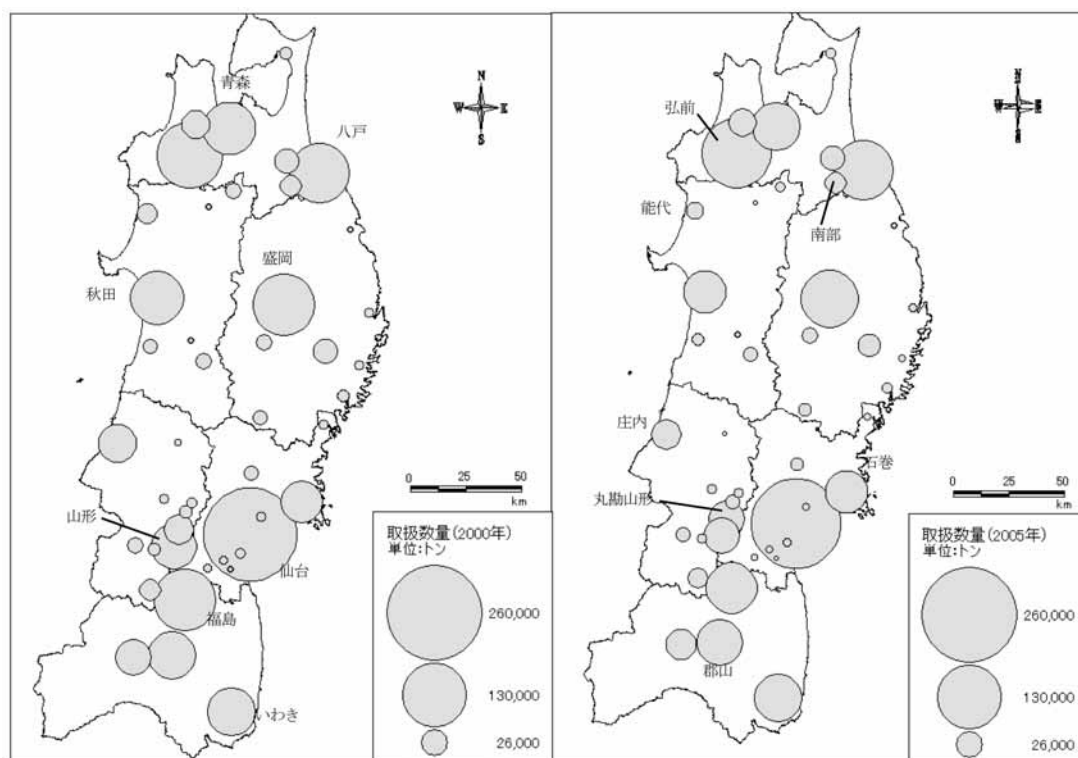 青森
八戸
N
W E
S
盛岡
秋田
0 25 50
km
山形
仙台
福島
いわき
取扱数量(2000年)
単位:トン
260,000
130,000
26,000
弘前
N
W E
S
能代
南部
庄内
石巻
丸勘山形
0 25 50
km
郡山
取扱数量(2005年)
単位:トン
260,000
130,000
26,000